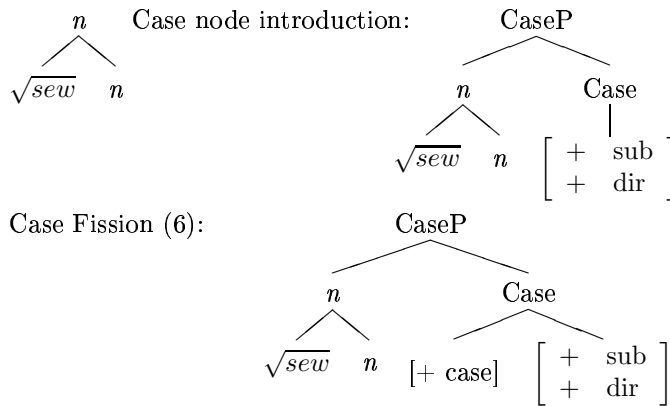 n Case node introduction: CaseP
√sew n n Case
√sew n [ + sub
+ dir ]
Case Fission (6): CaseP
n Case
√sew n [+ case] [ + sub
+ dir ]